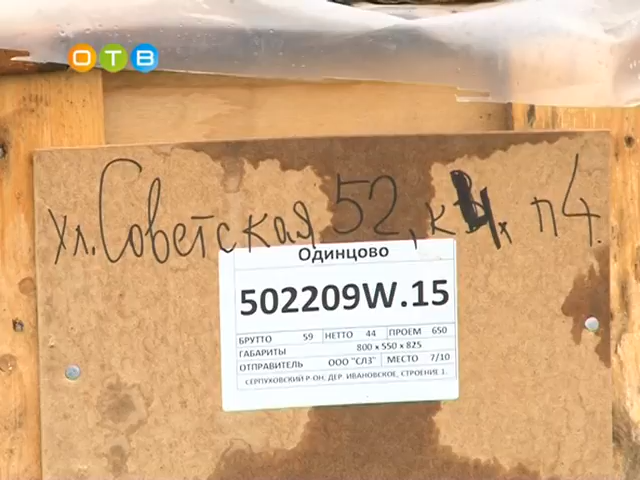 ОТВ
ул. Советская 52, к п 4.
Одинцово
502209W.15
БРУТТО 59 НЕТТО 44 ПРОЕМ 650
ГАБАРИТЫ 800 x 550 x 825
ОТПРАВИТЕЛЬ ООО "СЛЗ" МЕСТО 7/10
СЕРПУХОВСКИЙ Р-ОН, ДЕР. ИВАНОВСКОЕ, СТРОЕНИЕ 1.